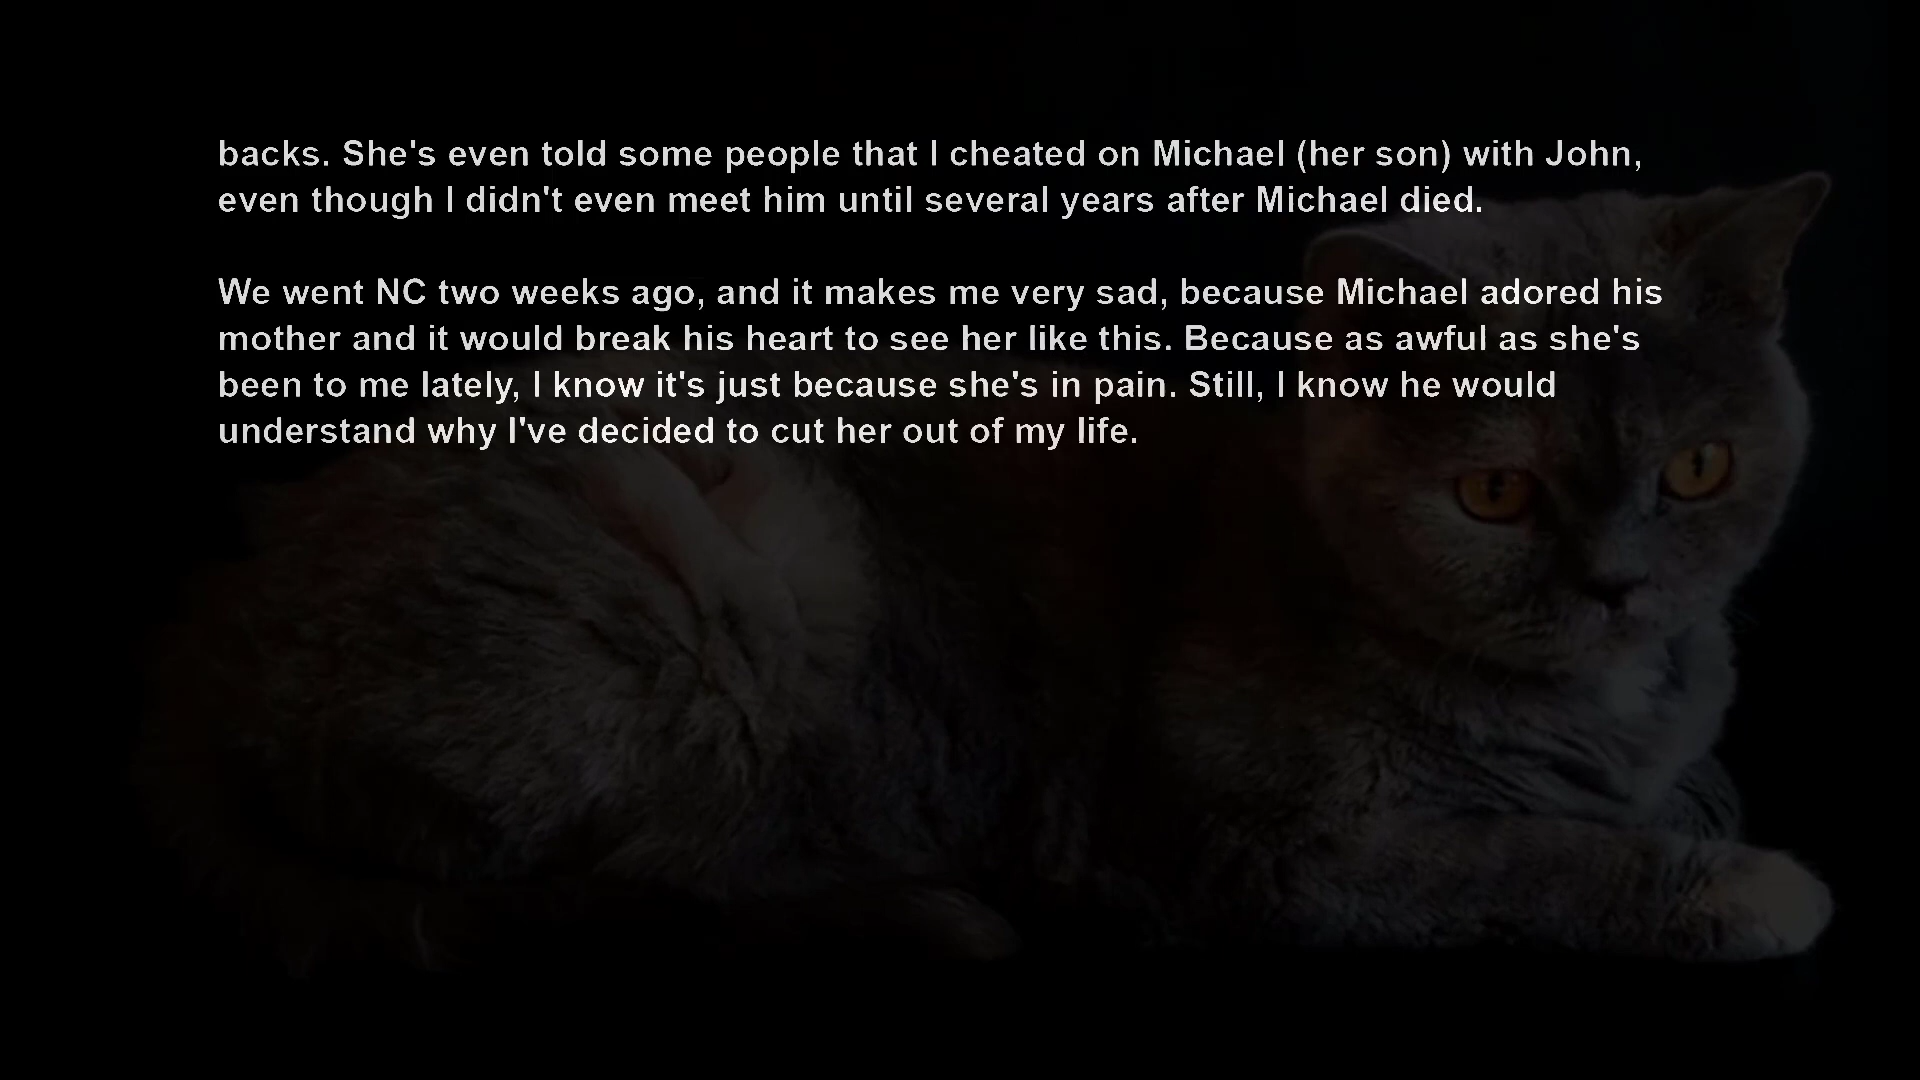 backs. She's even told some people that I cheated on Michael (her son) with John,
even though I didn't even meet him until several years after Michael died.
We went NC two weeks ago, and it makes me very sad, because Michael adored his
mother and it would break his heart to see her like this. Because as awful as she's
been to me lately, I know it's just because she's in pain. Still, I know he would
understand why I've decided to cut her out of my life.